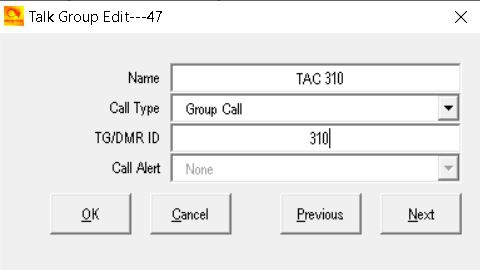 Talk Group Edit---47
Name TAC 310
Call Type Group Call
TG/DMR ID 310
Call Alert None
OK Cancel Previous Next